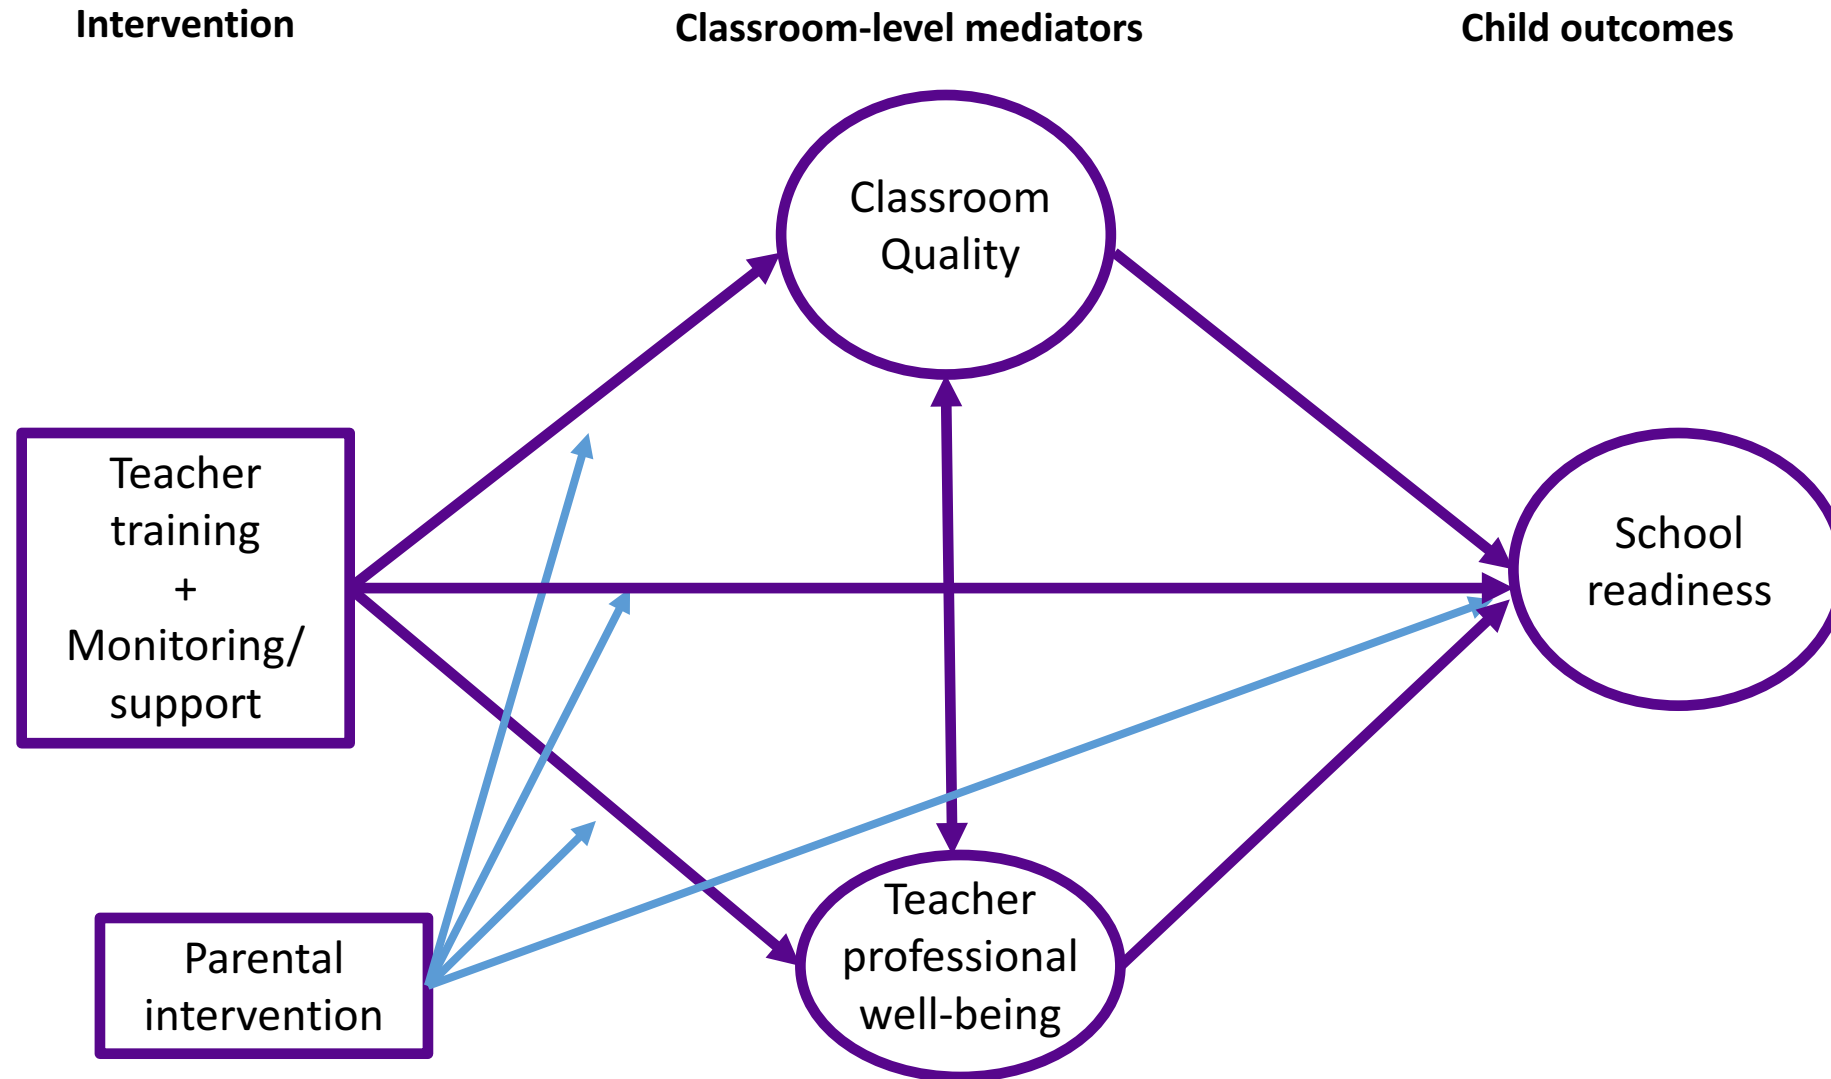 Intervention
Classroom-level mediators
Child outcomes
Classroom
Quality
Teacher
training
+
Monitoring/
support
School
readiness
Parental
intervention
Teacher
professional
well-being